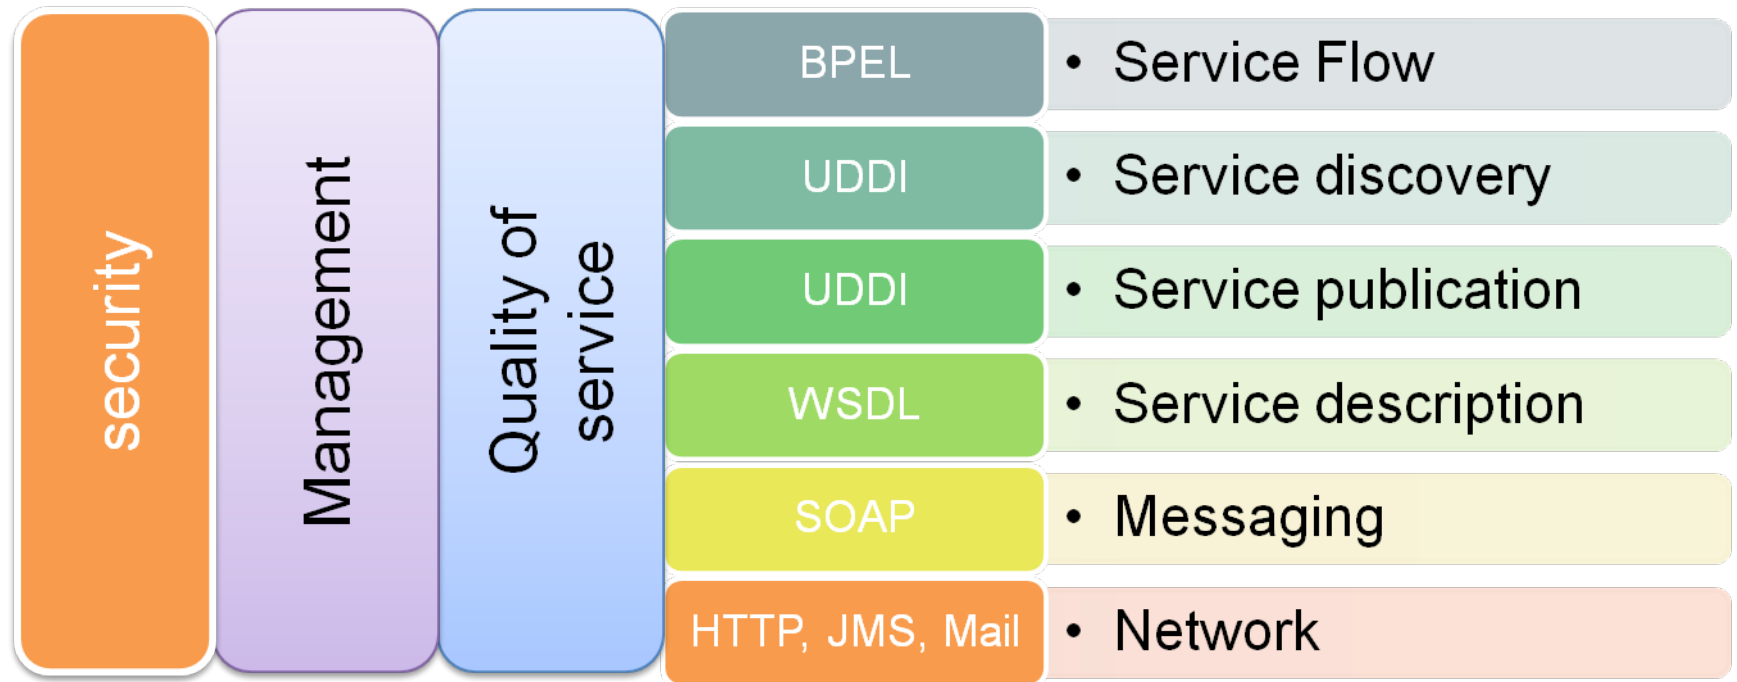 security
Management
Quality of
service
BPEL
• Service Flow
UDDI
• Service discovery
UDDI
• Service publication
WSDL
• Service description
SOAP
• Messaging
HTTP, JMS, Mail
• Network